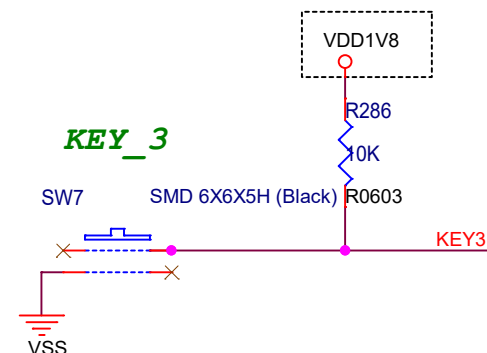 VDD1V8
R286
KEY_3
10K
SW7
SMD 6X6X5H (Black)
R0603
KEY3
VSS